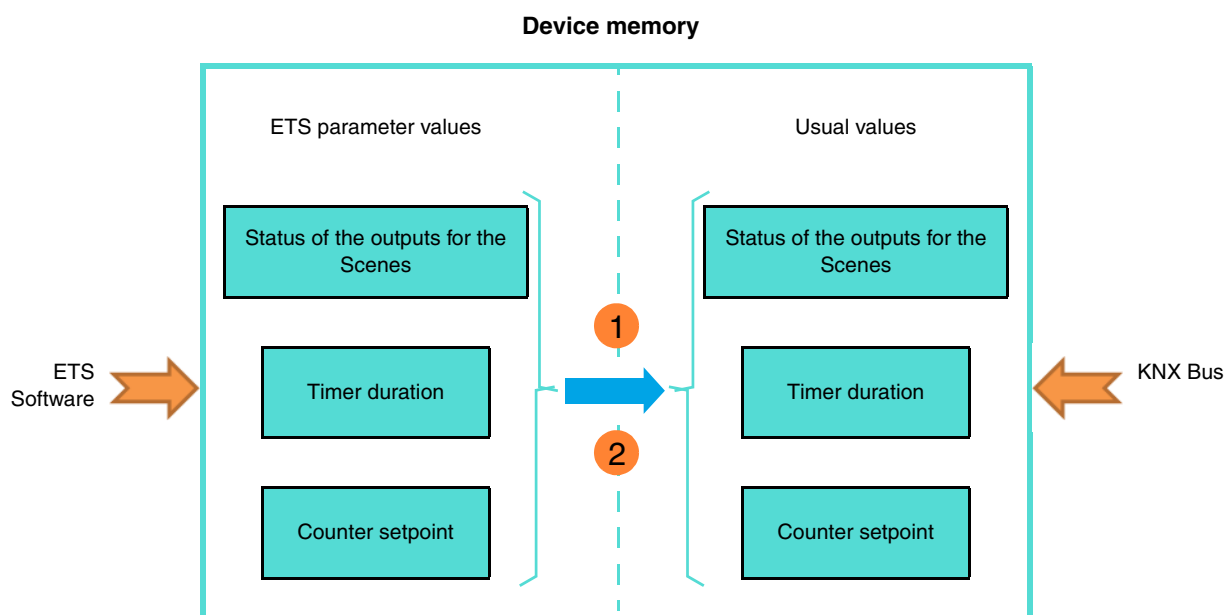 Device memory
ETS parameter values
Usual values
Status of the outputs for the
Scenes
Status of the outputs for the
Scenes
1
ETS
Software
Timer duration
Timer duration
KNX Bus
2
Counter setpoint
Counter setpoint